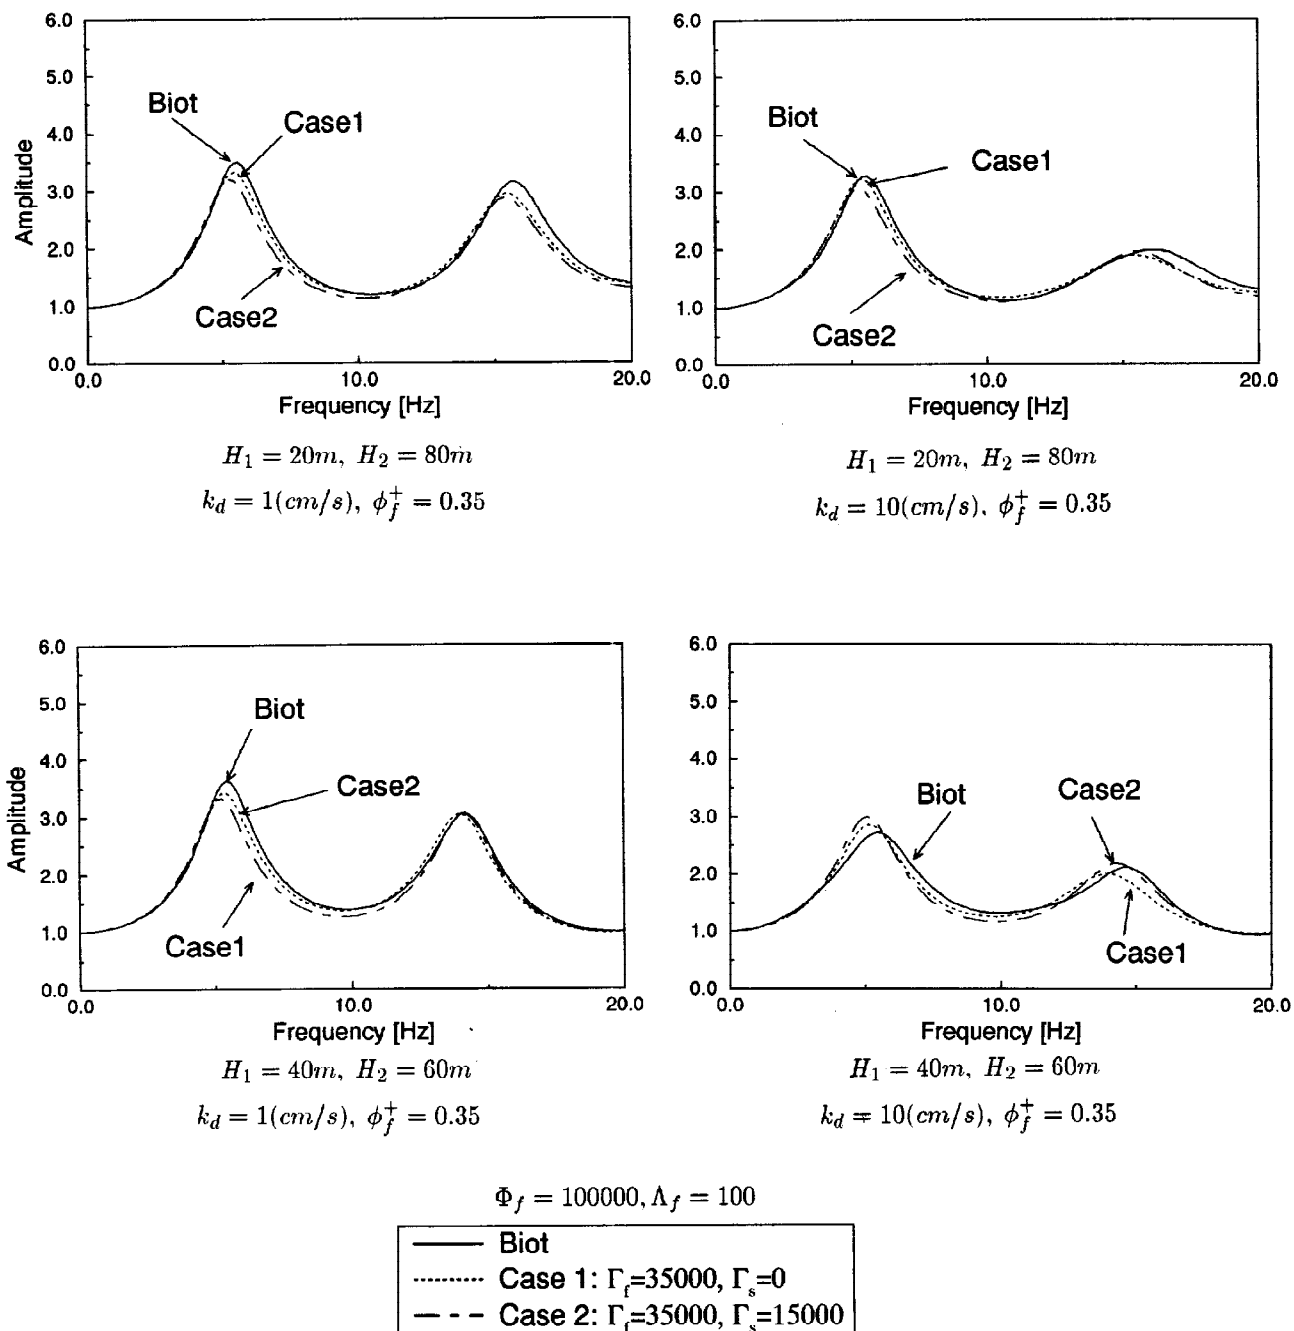 6.0
5.0
4.0
3.0
2.0
1.0
0.0
Amplitude
Biot
Case1
Case2
0.0 10.0 20.0
Frequency [Hz]
H₁ = 20m, H₂ = 80m
k_d = 1(cm/s), ϕ_f^+ = 0.35
6.0
5.0
4.0
3.0
2.0
1.0
0.0
Biot
Case1
Case2
0.0 10.0 20.0
Frequency [Hz]
H₁ = 20m, H₂ = 80m
k_d = 10(cm/s), ϕ_f^+ = 0.35
6.0
5.0
4.0
3.0
2.0
1.0
0.0
Amplitude
Biot
Case2
Case1
0.0 10.0 20.0
Frequency [Hz]
H₁ = 40m, H₂ = 60m
k_d = 1(cm/s), ϕ_f^+ = 0.35
6.0
5.0
4.0
3.0
2.0
1.0
0.0
Biot
Case2
Case1
0.0 10.0 20.0
Frequency [Hz]
H₁ = 40m, H₂ = 60m
k_d = 10(cm/s), ϕ_f^+ = 0.35
Φ_f = 100000, Λ_f = 100
Biot
Case 1: Γ_f=35000, Γ_s=0
Case 2: Γ_f=35000, Γ_s=15000